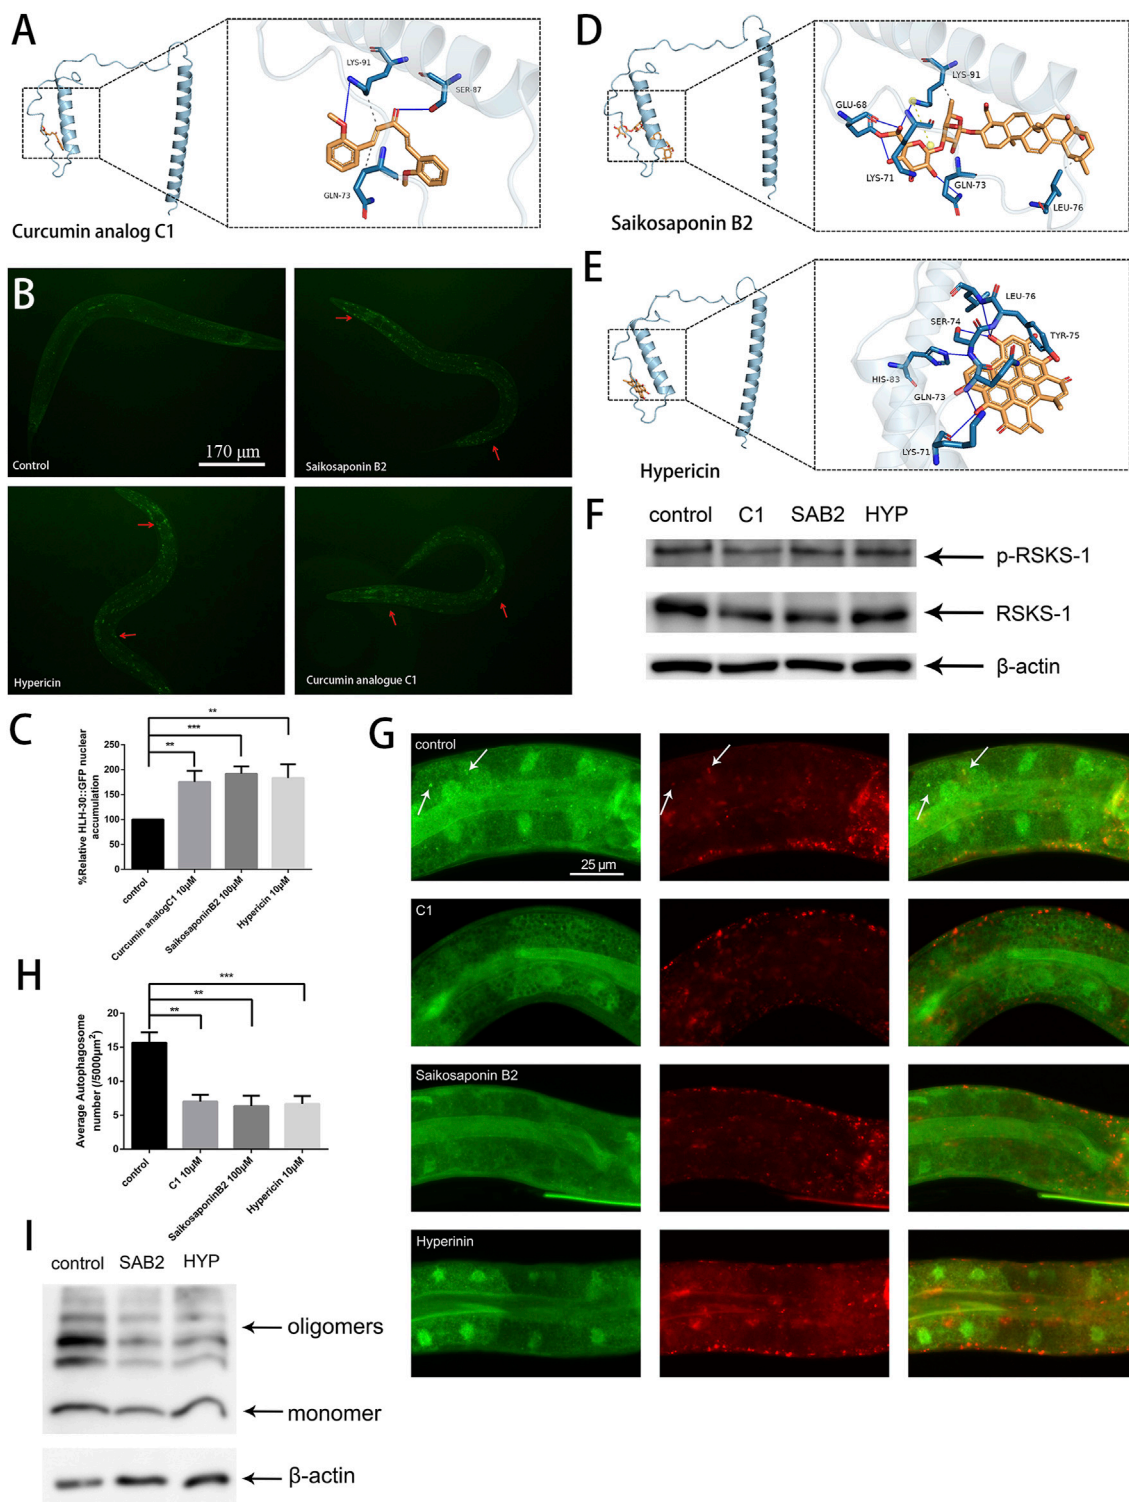 A
LYS-91
SER-87
GLN-73
Curcumin analog C1
D
LYS-91
GLU-68
LYS-71
GLN-73
LEU-76
Saikosaponin B2
B
Control
170 μm
Saikosaponin B2
Hypericin
Curcumin analogue C1
E
LEU-76
SER-74
TYR-75
HIS-83
GLN-73
LYS-71
Hypericin
F
control C1 SAB2 HYP
p-RSKS-1
RSKS-1
β-actin
C
**
***
**
%Relative HLH-30::GFP nuclear
accumulation
250
200
150
100
50
0
control
Curcumin analogC1 10μM
SaikosaponinB2 100μM
Hypericin 10μM
G
control
25 μm
C1
Saikosaponin B2
Hyperinin
H
***
**
**
Average Autophagosome
number (/5000μm²)
20
15
10
5
0
control
C1 10μM
SaikosaponinB2 100μM
Hypericin 10μM
I
control SAB2 HYP
oligomers
monomer
β-actin